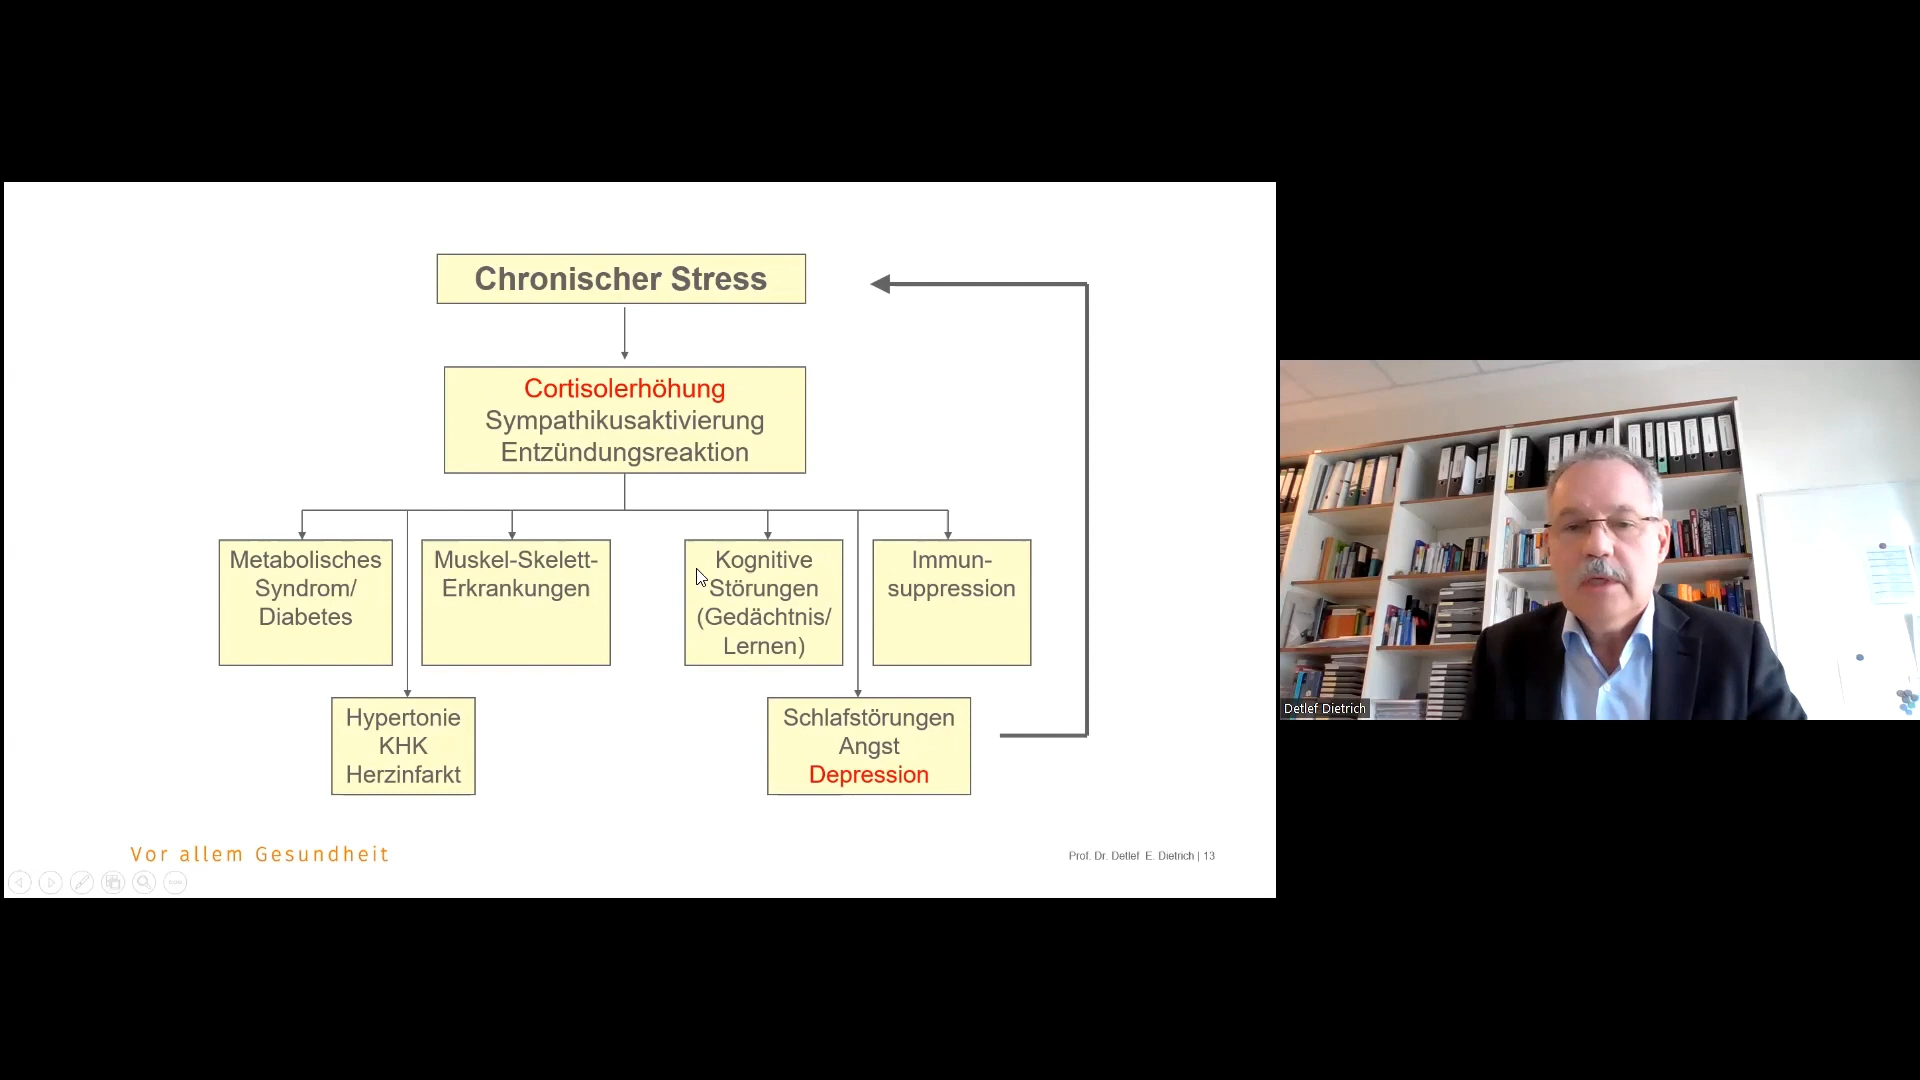 Chronischer Stress
Cortisolerhöhung
Sympathikusaktivierung
Entzündungsreaktion
Metabolisches
Syndrom/
Diabetes
Muskel-Skelett-
Erkrankungen
Kognitive
Störungen
(Gedächtnis/
Lernen)
Immun-
suppression
Hypertonie
KHK
Herzinfarkt
Schlafstörungen
Angst
Depression
Vor allem Gesundheit
Prof. Dr. Detlef E. Dietrich | 13
Detlef Dietrich